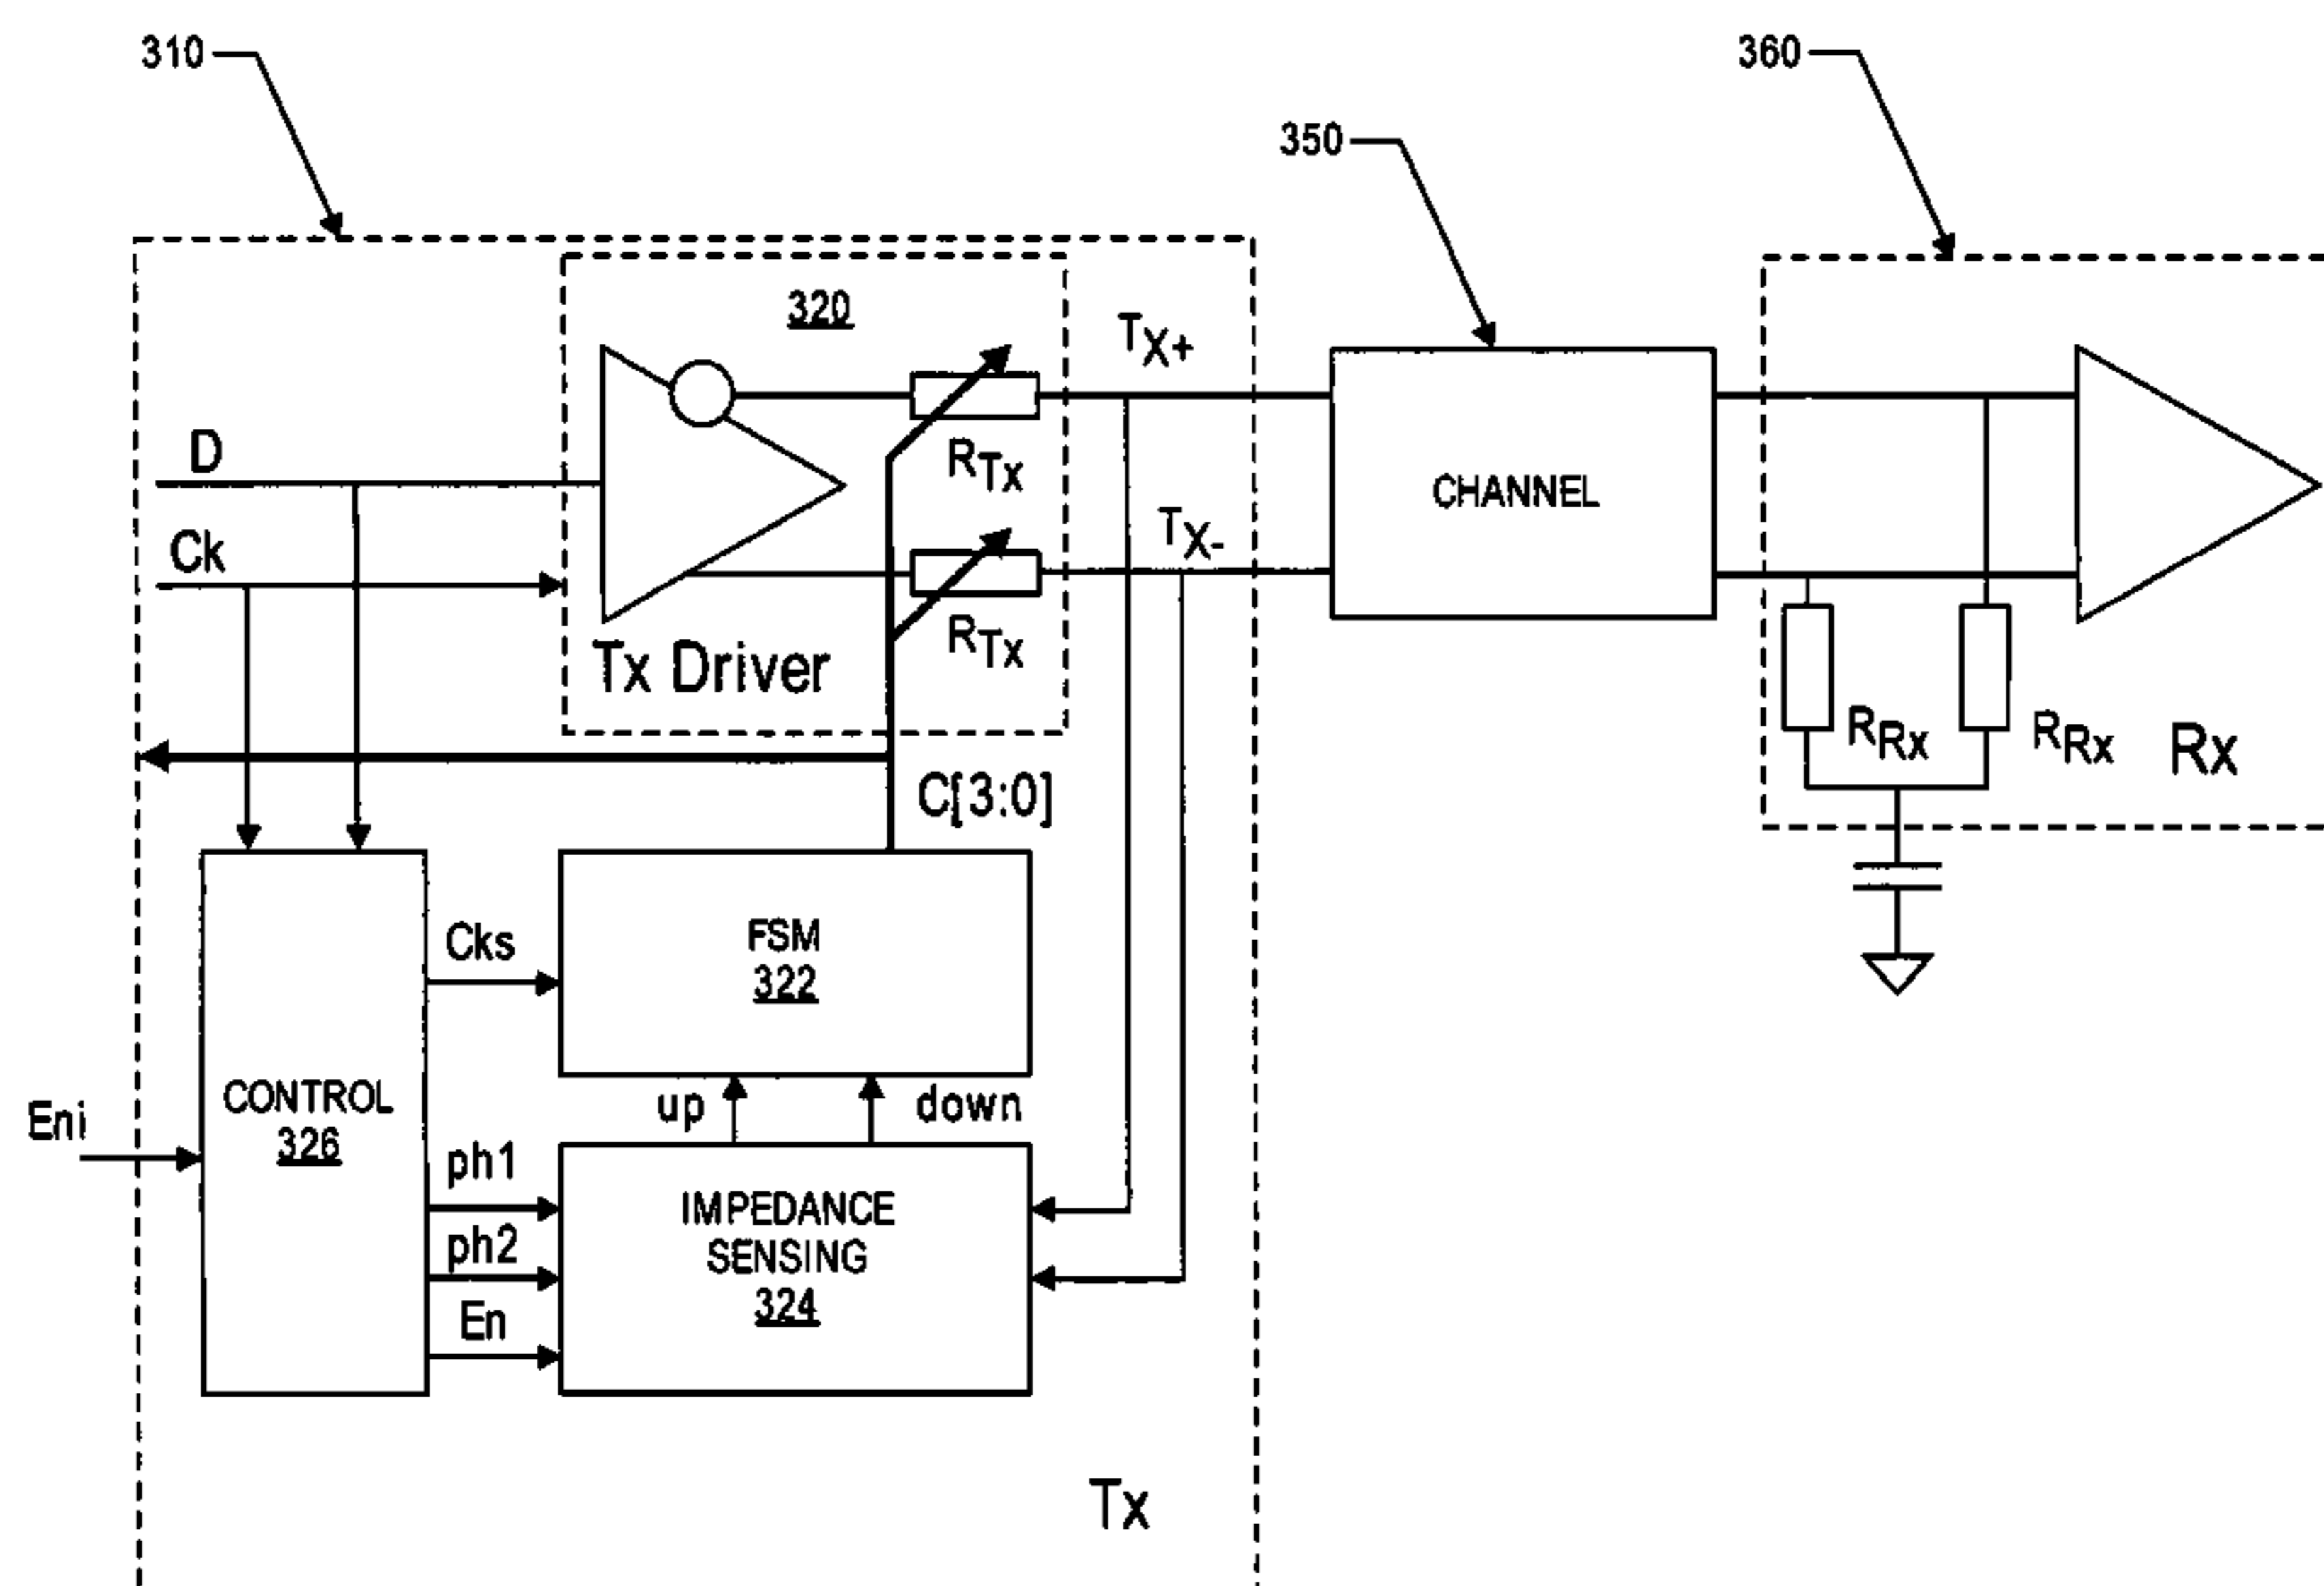 310
360
350
320
TX+
D
RTx
CHANNEL
TX-
Ck
RTx
Tx Driver
RRx
RRx
Rx
C[3:0]
Cks
FSM
322
CONTROL
326
Eni
up
down
ph1
IMPEDANCE
SENSING
324
ph2
En
Tx